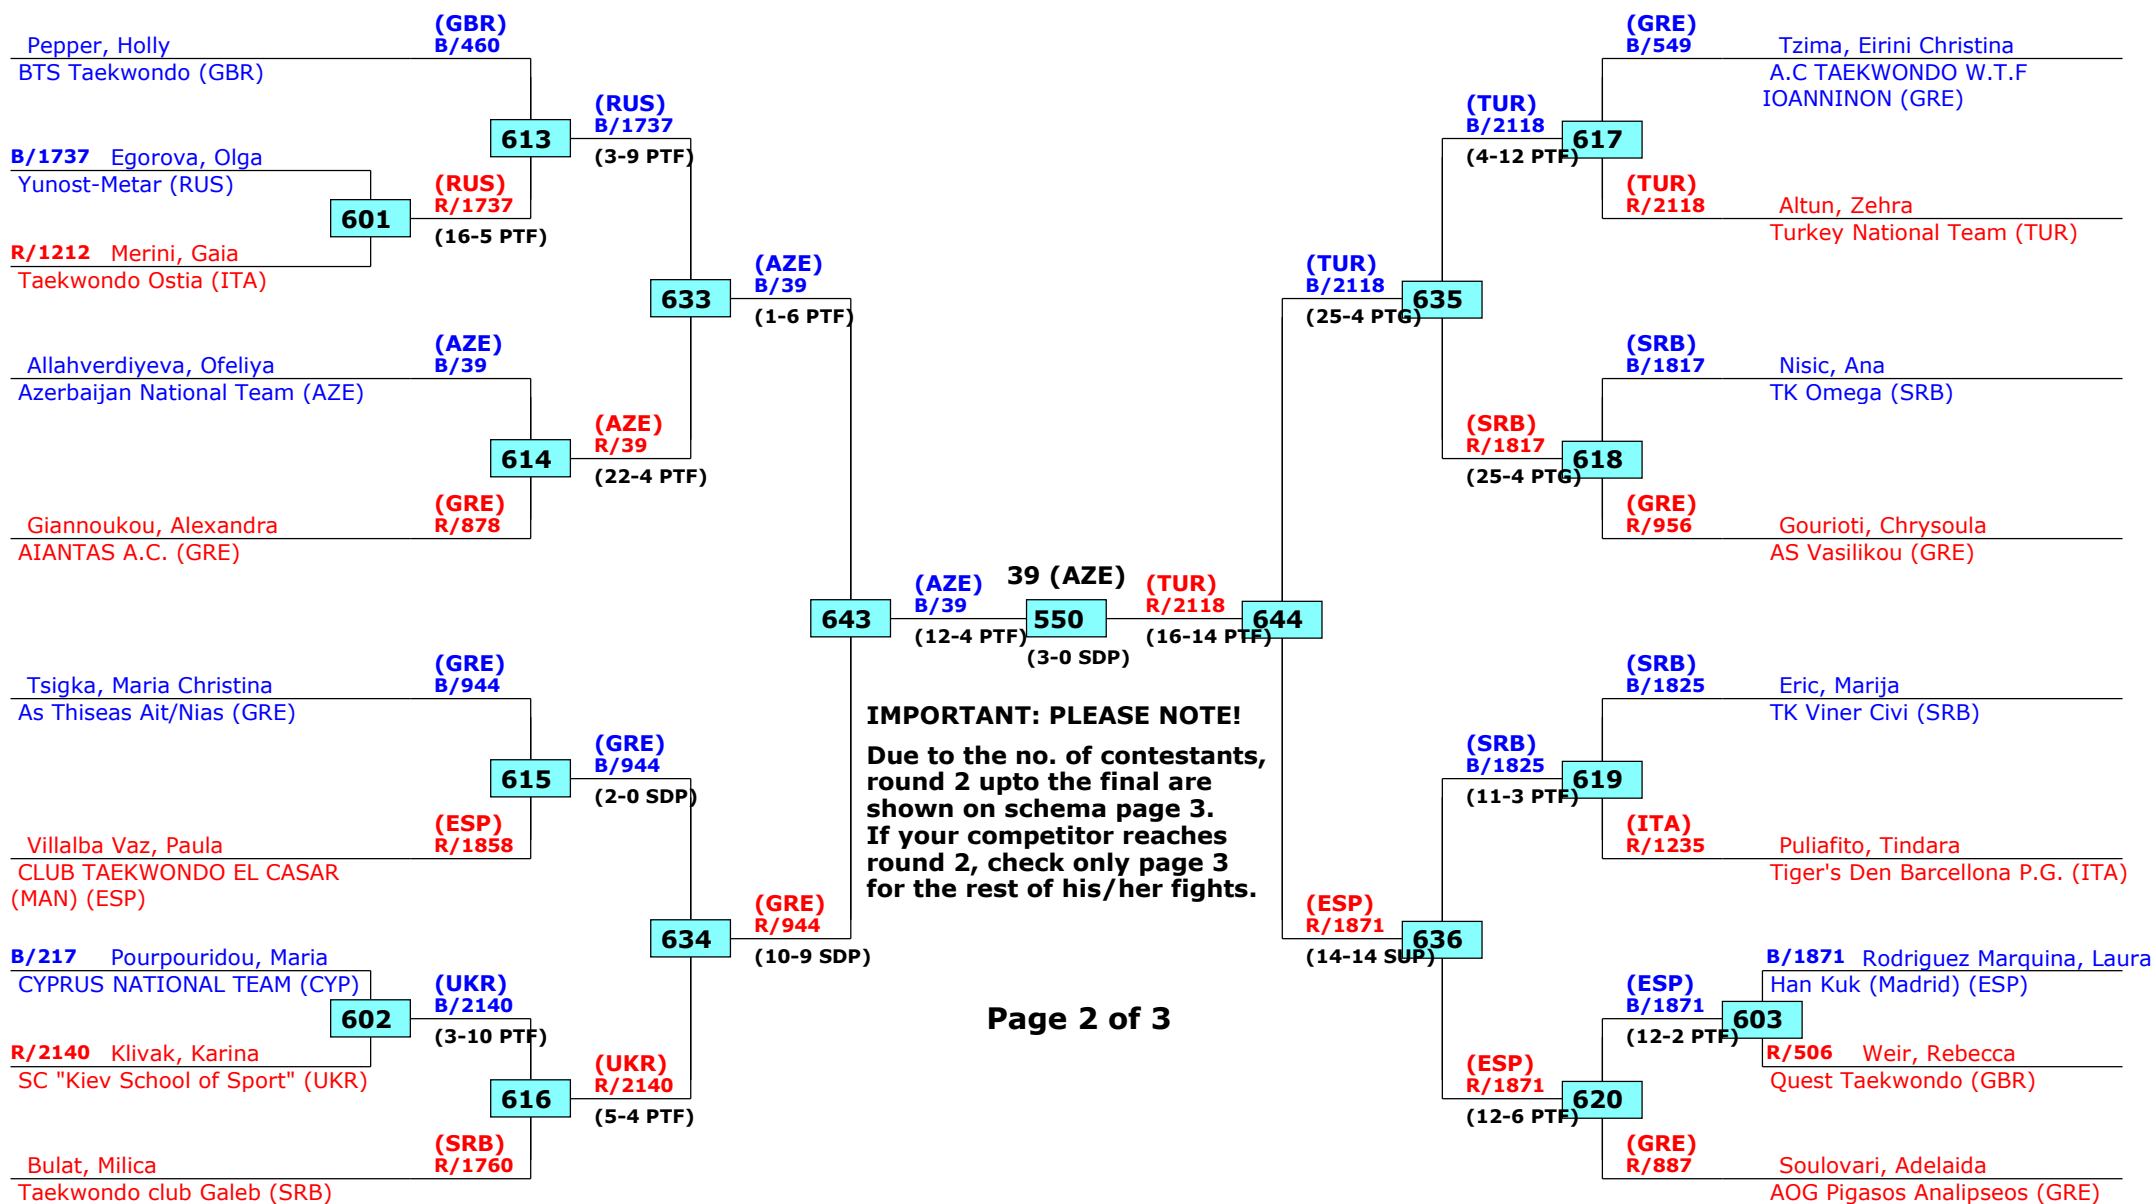 (GBR)
B/460
Pepper, Holly
BTS Taekwondo (GBR)
613
(RUS)
B/1737
(3-9 PTF)
B/1737 Egorova, Olga
Yunost-Metar (RUS)
601
(RUS)
R/1737
(16-5 PTF)
R/1212 Merini, Gaia
Taekwondo Ostia (ITA)
633
(AZE)
B/39
(1-6 PTF)
(AZE)
B/39
Allahverdiyeva, Ofeliya
Azerbaijan National Team (AZE)
614
(AZE)
R/39
(22-4 PTF)
(GRE)
R/878
Giannoukou, Alexandra
AIANTAS A.C. (GRE)
643
(AZE)
B/39
(12-4 PTF)
39 (AZE)
550
(3-0 SDP)
(TUR)
R/2118
(16-14 PTF)
644
(GRE)
B/944
Tsigka, Maria Christina
As Thiseas Ait/Nias (GRE)
615
(GRE)
B/944
(2-0 SDP)
(ESP)
R/1858
Villalba Vaz, Paula
CLUB TAEKWONDO EL CASAR
(MAN) (ESP)
634
(GRE)
R/944
(10-9 SDP)
B/217 Pourpouridou, Maria
CYPRUS NATIONAL TEAM (CYP)
602
(UKR)
B/2140
(3-10 PTF)
R/2140 Klivak, Karina
SC "Kiev School of Sport" (UKR)
616
(UKR)
R/2140
(5-4 PTF)
(SRB)
R/1760
Bulat, Milica
Taekwondo club Galeb (SRB)
IMPORTANT: PLEASE NOTE!
Due to the no. of contestants,
round 2 upto the final are
shown on schema page 3.
If your competitor reaches
round 2, check only page 3
for the rest of his/her fights.
Page 2 of 3
(GRE)
B/549
Tzima, Eirini Christina
A.C TAEKWONDO W.T.F
IOANNINON (GRE)
(TUR)
B/2118
(4-12 PTF)
617
(TUR)
R/2118
Altun, Zehra
Turkey National Team (TUR)
(TUR)
B/2118
(25-4 PTG)
635
(SRB)
B/1817
Nisic, Ana
TK Omega (SRB)
(SRB)
R/1817
(25-4 PTG)
618
(GRE)
R/956
Gourioti, Chrysoula
AS Vasilikou (GRE)
(SRB)
B/1825
Eric, Marija
TK Viner Civi (SRB)
(SRB)
B/1825
(11-3 PTF)
619
(ITA)
R/1235
Puliafito, Tindara
Tiger's Den Barcellona P.G. (ITA)
(ESP)
R/1871
(14-14 SUP)
636
B/1871 Rodriguez Marquina, Laura
Han Kuk (Madrid) (ESP)
(ESP)
B/1871
(12-2 PTF)
603
R/506 Weir, Rebecca
Quest Taekwondo (GBR)
(ESP)
R/1871
(12-6 PTF)
620
(GRE)
R/887
Soulovari, Adelaida
AOG Pigasos Analipseos (GRE)